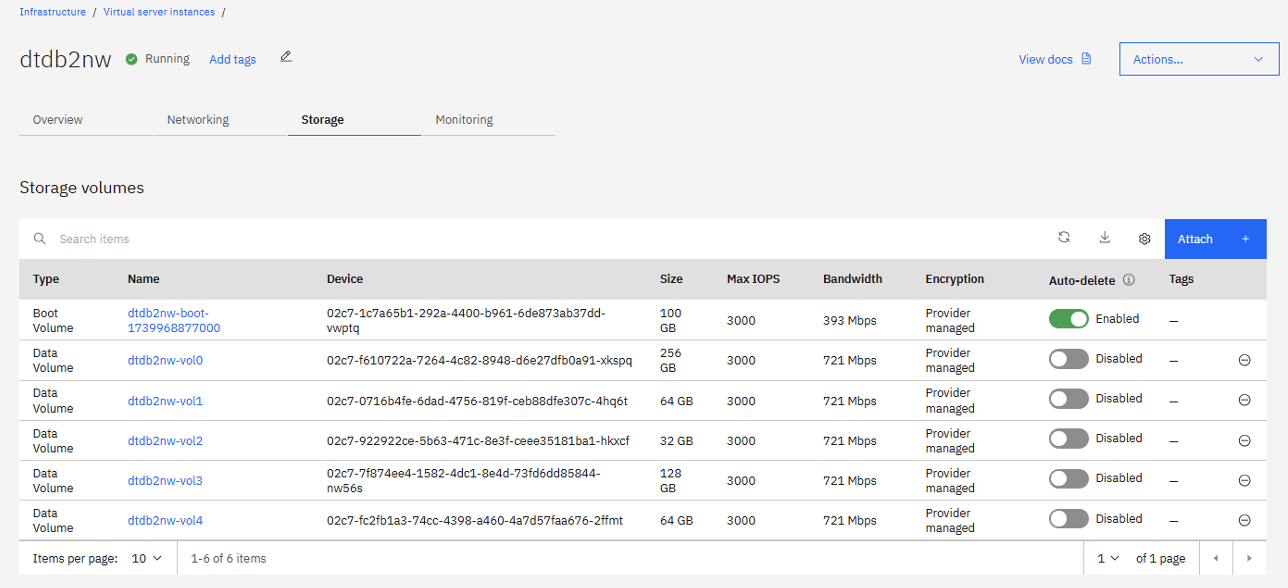 Infrastructure / Virtual server instances /
dtdb2nw Running Add tags View docs Actions...
Overview Networking Storage Monitoring
Storage volumes
Search items Attach +
Type Name Device Size Max IOPS Bandwidth Encryption Auto-delete Tags
Boot Volume dtdb2nw-boot-1739968877000 02c7-1c7a65b1-292a-4400-b961-6de873ab37dd-vwptq 100 GB 3000 393 Mbps Provider managed Enabled –
Data Volume dtdb2nw-vol0 02c7-f610722a-7264-4c82-8948-d6e27dfb0a91-xkspq 256 GB 3000 721 Mbps Provider managed Disabled –
Data Volume dtdb2nw-vol1 02c7-0716b4fe-6dad-4756-819f-ceb88dfe307c-4hq6t 64 GB 3000 721 Mbps Provider managed Disabled –
Data Volume dtdb2nw-vol2 02c7-922922ce-5b63-471c-8e3f-ceee35181ba1-hkxcf 32 GB 3000 721 Mbps Provider managed Disabled –
Data Volume dtdb2nw-vol3 02c7-7f874ee4-1582-4dc1-8e4d-73fd6dd85844-nw56s 128 GB 3000 721 Mbps Provider managed Disabled –
Data Volume dtdb2nw-vol4 02c7-fc2fb1a3-74cc-4398-a460-4a7d57faa676-2ffmt 64 GB 3000 721 Mbps Provider managed Disabled –
Items per page: 10 1-6 of 6 items 1 of 1 page